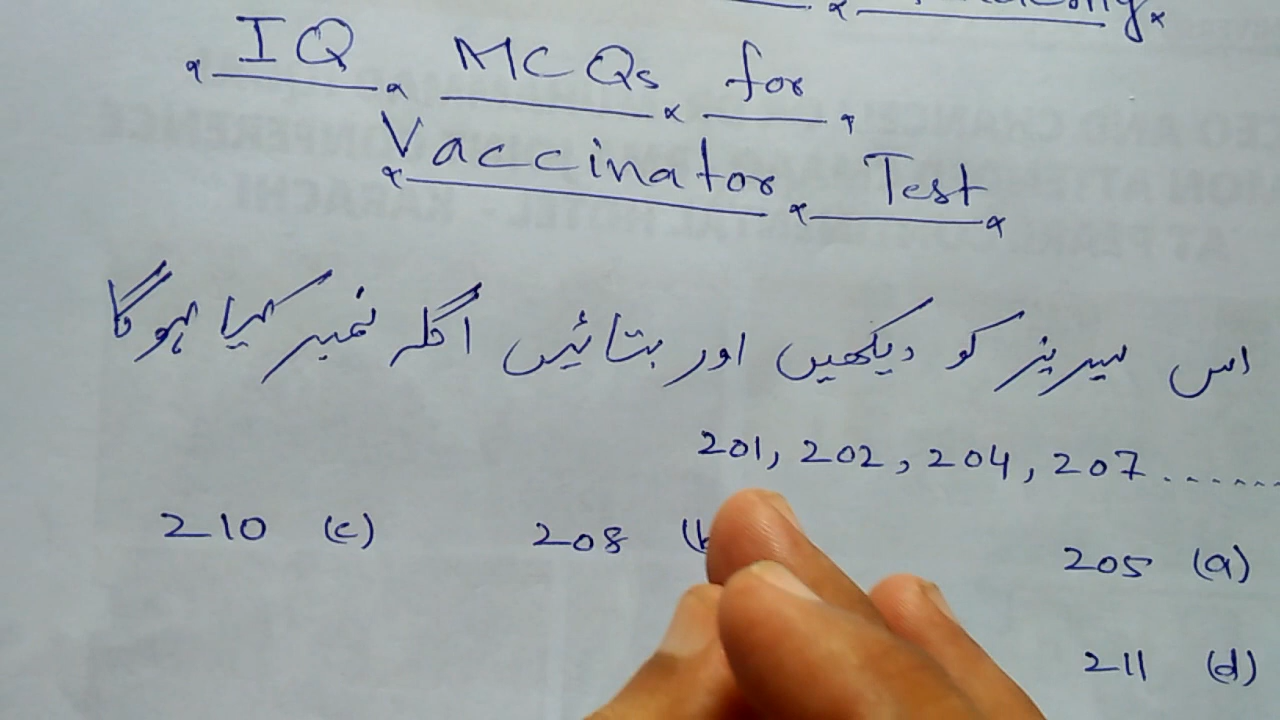 IQ MCQs for
Vaccinator Test
اس سیریز کو دیکھیں اور بتائیں اگلہ نمبر کیا ہوگا
201, 202, 204, 207.......
205 (a) 208 (b 210 (c)
211 (d)